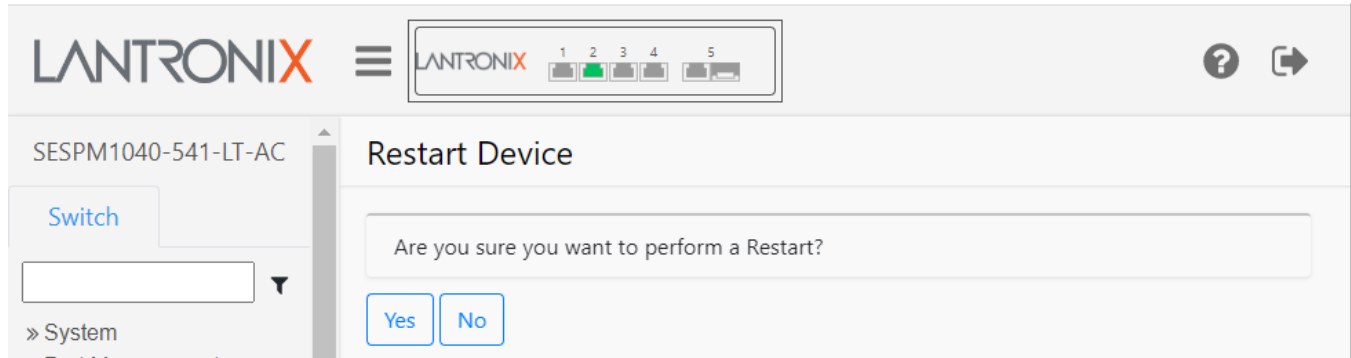 LANTRONIX
LANTRONIX 1 2 3 4 5
SESPM1040-541-LT-AC
Restart Device
Switch
Are you sure you want to perform a Restart?
» System
Yes No